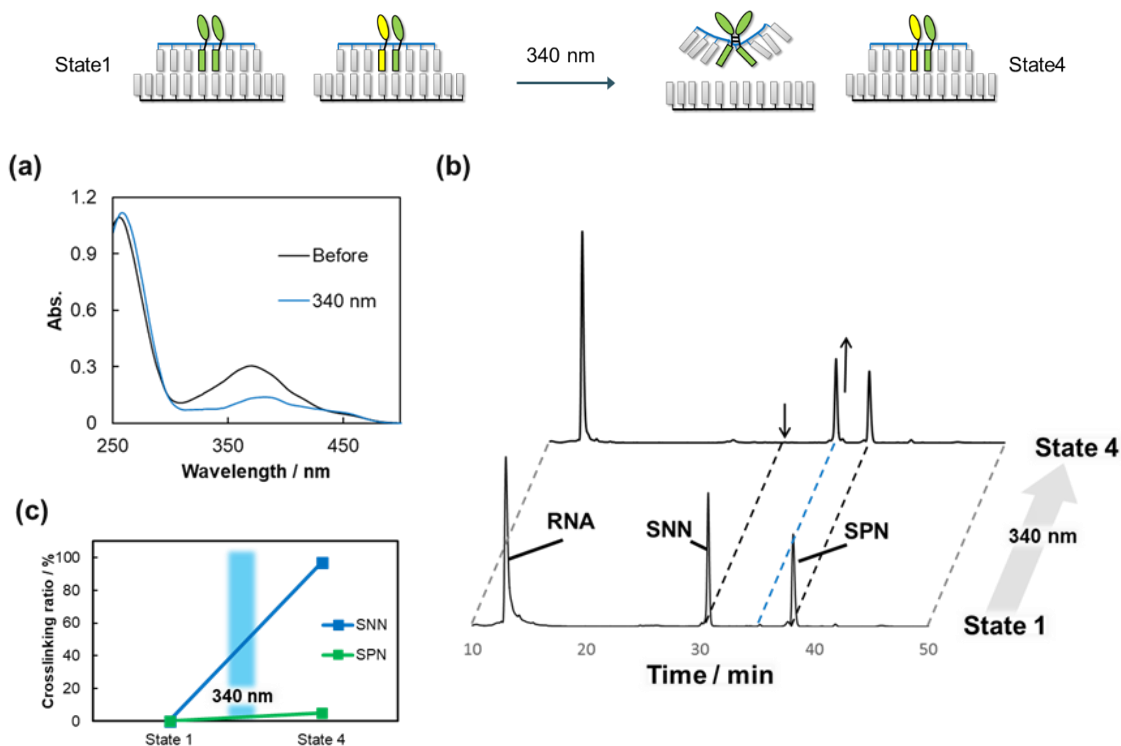 State1
340 nm
State4
(a)
1.2
0.9
0.6
0.3
0
Abs.
Before
340 nm
250
350
450
Wavelength / nm
(b)
RNA
SNN
SPN
State 4
340 nm
State 1
10
20
30
40
50
Time / min
(c)
100
80
60
40
20
0
Crosslinking ratio / %
SNN
SPN
340 nm
State 1
State 4